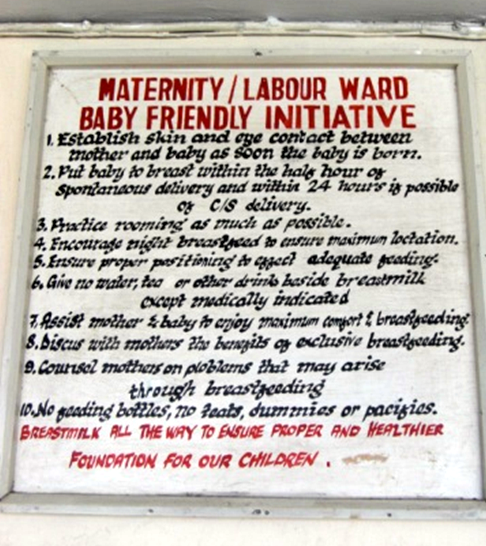 MATERNITY/LABOUR WARD
BABY FRIENDLY INITIATIVE
1. Establish skin and eye contact between
mother and baby as soon the baby is born.
2. Put baby to breast within the half hour of
spontaneous delivery and within 24 hours if possible
of C/S delivery.
3. Practice rooming as much as possible.
4. Encourage night breastfeed to ensure maximum loctation.
5. Ensure proper positioning to effect adequate feeding.
6. Give no water, tea or other drink beside breastmilk
except medically indicated
7. Assist mother & baby to enjoy maximum comfort & breastfeeding.
8. Discus with mothers the benefits of exclusive breastfeeding.
9. Counsel mothers on problems that may arise
through breastfeeding
10. No feeding bottles, no teats, dummies or pacifies.
BREASTMILK ALL THE WAY TO ENSURE PROPER AND HEALTHIER
FOUNDATION FOR OUR CHILDREN.